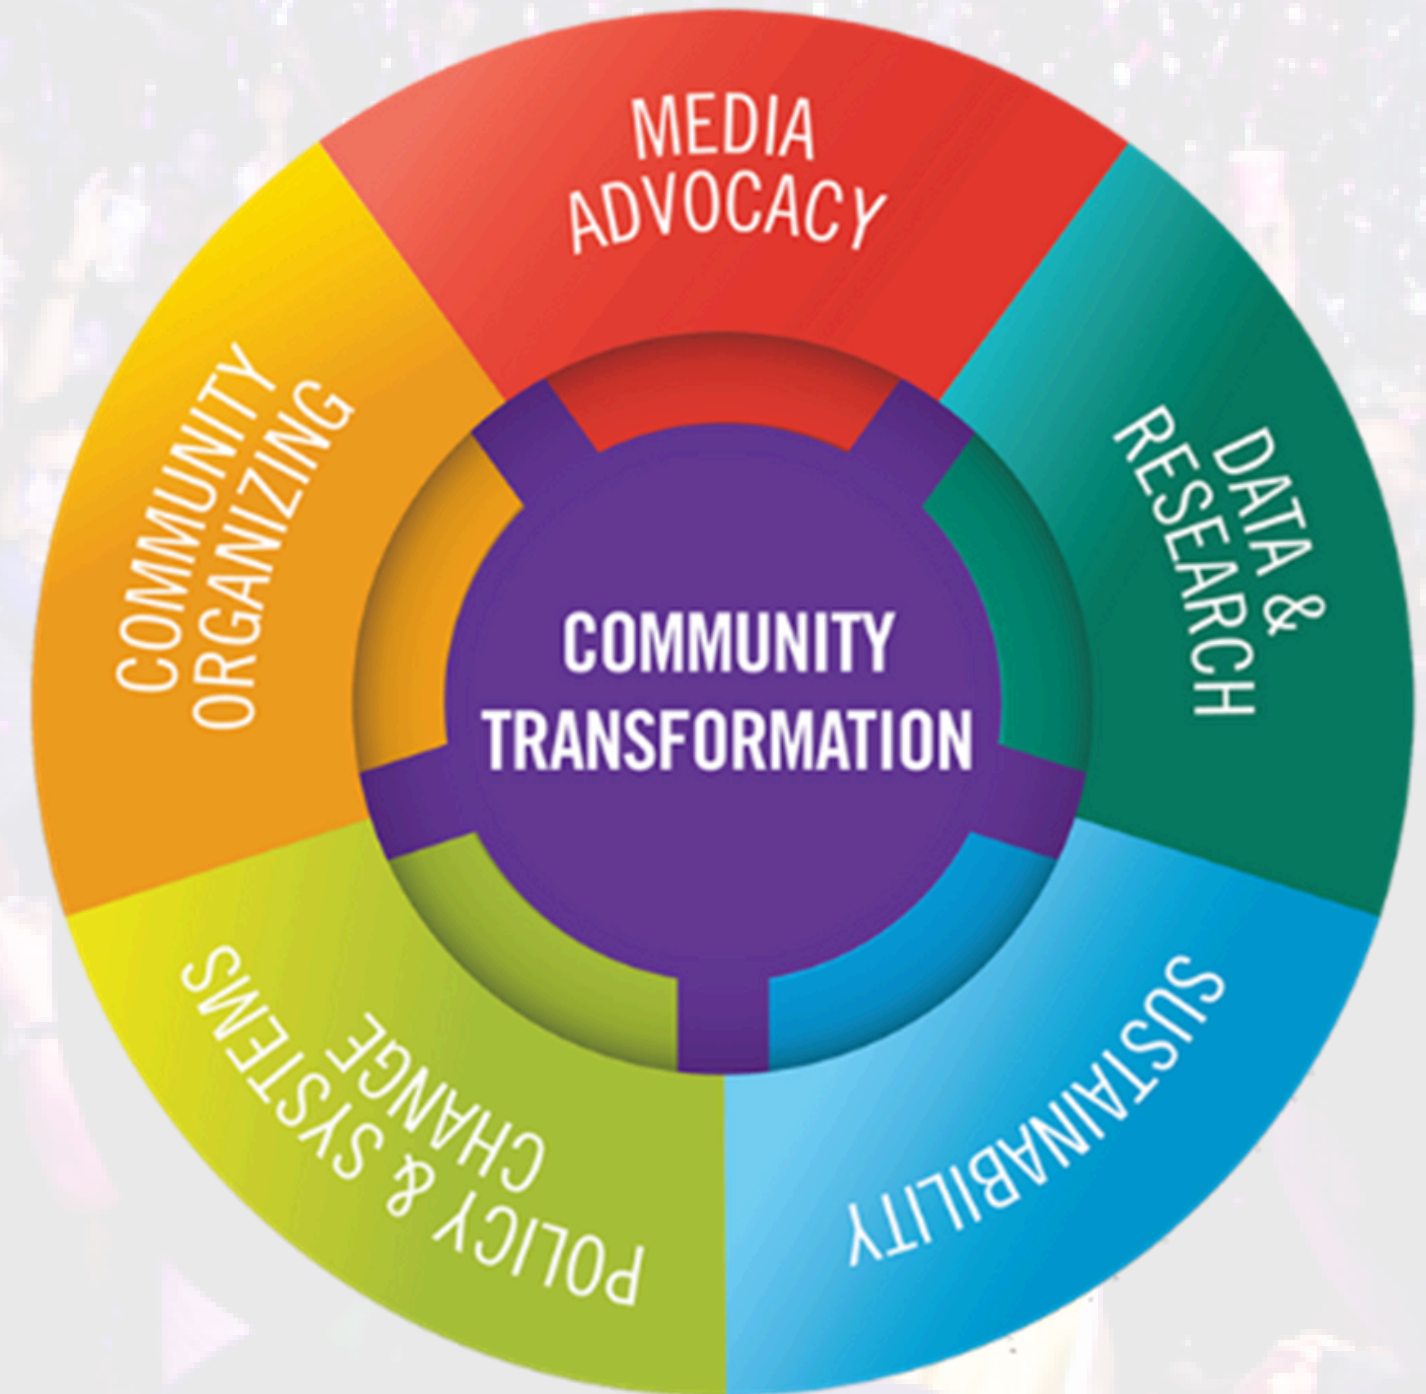 MEDIA
ADVOCACY
DATA &
RESEARCH
SUSTAINABILITY
POLICY & SYSTEMS
CHANGE
COMMUNITY
ORGANIZING
COMMUNITY
TRANSFORMATION